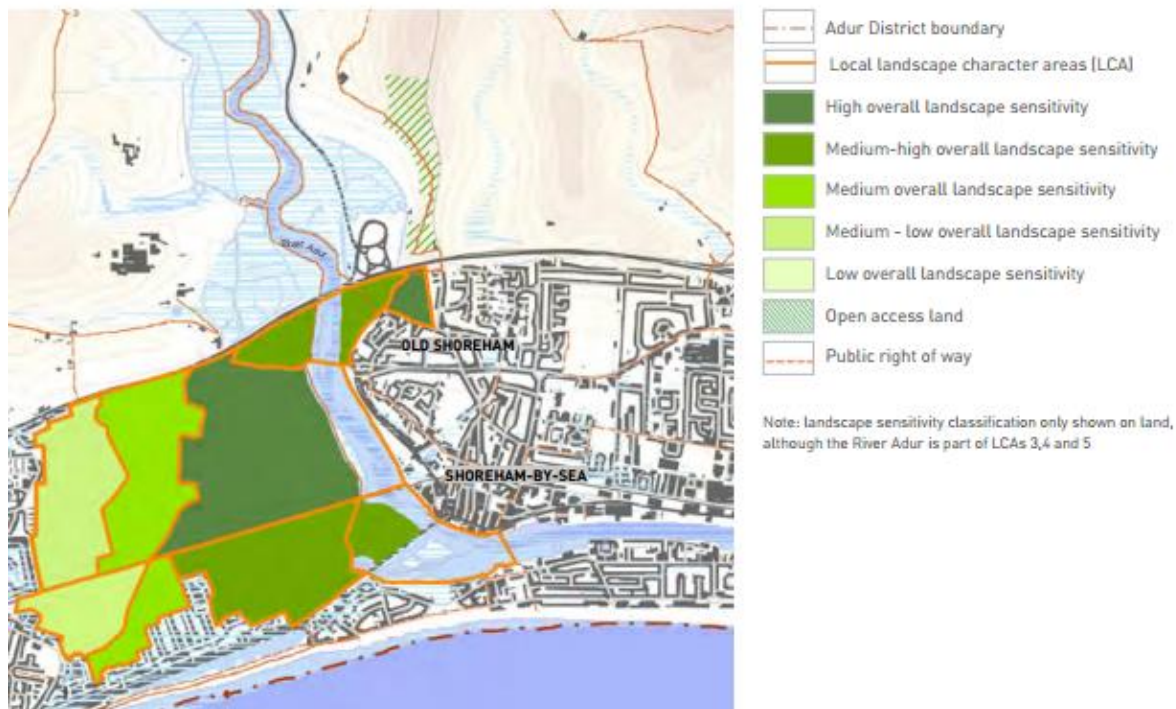 River Adur
OLD SHOREHAM
SHOREHAM-BY-SEA
Adur District boundary
Local landscape character areas (LCA)
High overall landscape sensitivity
Medium-high overall landscape sensitivity
Medium overall landscape sensitivity
Medium - low overall landscape sensitivity
Low overall landscape sensitivity
Open access land
Public right of way
Note: landscape sensitivity classification only shown on land,
although the River Adur is part of LCAs 3,4 and 5